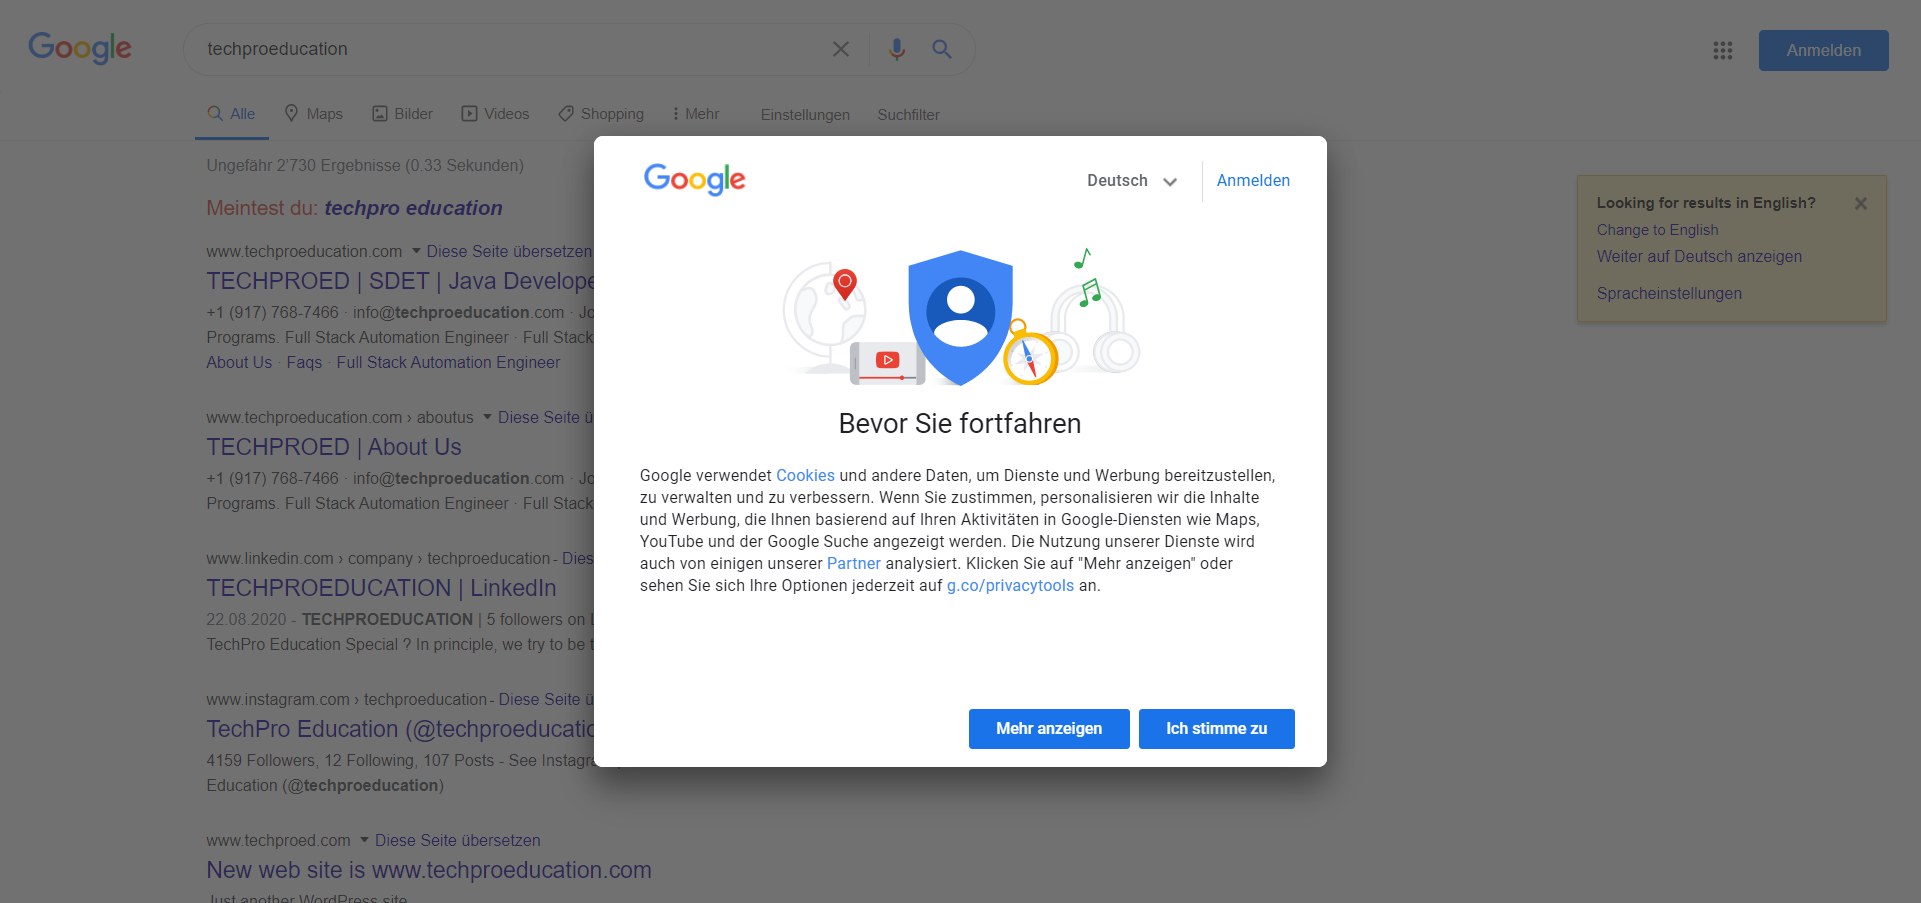 Google
techproeducation
Anmelden
Alle
Maps
Bilder
Videos
Shopping
Mehr
Einstellungen
Suchfilter
Ungefähr 2'730 Ergebnisse (0.33 Sekunden)
Meintest du: techpro education
www.techproeducation.com Diese Seite übersetzen
TECHPROED | SDET | Java Develope
+1 (917) 768-7466 · info@techproeducation.com ·
Programs. Full Stack Automation Engineer · Full Stack
About Us · Faqs · Full Stack Automation Engineer
www.techproeducation.com › aboutus Diese Seite
TECHPROED | About Us
+1 (917) 768-7466 · info@techproeducation.com ·
Programs. Full Stack Automation Engineer · Full Stack
www.linkedin.com › company › techproeducation - Dies
TECHPROEDUCATION | LinkedIn
22.08.2020 - TECHPROEDUCATION | 5 followers on
TechPro Education Special ? In principle, we try to be
www.instagram.com › techproeducation - Diese Seite
TechPro Education (@techproeducatio
4159 Followers, 12 Following, 107 Posts - See Instagra
Education (@techproeducation)
www.techproed.com Diese Seite übersetzen
New web site is www.techproeducation.com
Just another WordPress site
Google
Deutsch
Anmelden
Bevor Sie fortfahren
Google verwendet Cookies und andere Daten, um Dienste und Werbung bereitzustellen,
zu verwalten und zu verbessern. Wenn Sie zustimmen, personalisieren wir die Inhalte
und Werbung, die Ihnen basierend auf Ihren Aktivitäten in Google-Diensten wie Maps,
YouTube und der Google Suche angezeigt werden. Die Nutzung unserer Dienste wird
auch von einigen unserer Partner analysiert. Klicken Sie auf "Mehr anzeigen" oder
sehen Sie sich Ihre Optionen jederzeit auf g.co/privacytools an.
Mehr anzeigen
Ich stimme zu
Looking for results in English?
Change to English
Weiter auf Deutsch anzeigen
Spracheinstellungen